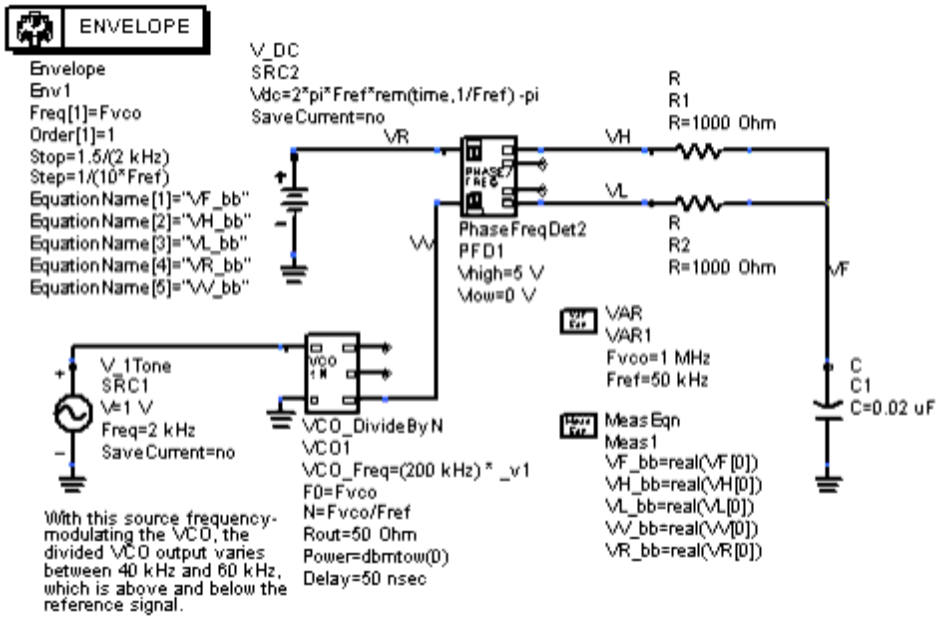 ENVELOPE
Envelope
Env1
Freq[1]=Fvco
Order[1]=1
Stop=1.5/(2 kHz)
Step=1/(10*Fref)
EquationName[1]="VF_bb"
EquationName[2]="VH_bb"
EquationName[3]="VL_bb"
EquationName[4]="VR_bb"
EquationName[5]="VV_bb"
V_DC
SRC2
Vdc=2*pi*Fref*rem(time,1/Fref) -pi
SaveCurrent=no
VR
PHASE/
FREQ
PhaseFreqDet2
PFD1
Vhigh=5 V
Vlow=0 V
VH
VL
VV
R
R1
R=1000 Ohm
R
R2
R=1000 Ohm
VF
V_1Tone
SRC1
V=1 V
Freq=2 kHz
SaveCurrent=no
VCO
VCO_DivideByN
VCO1
VCO_Freq=(200 kHz) * _v1
F0=Fvco
N=Fvco/Fref
Rout=50 Ohm
Power=dbmtow(0)
Delay=50 nsec
VAR
VAR1
Fvco=1 MHz
Fref=50 kHz
MeasEqn
Meas1
VF_bb=real(VF[0])
VH_bb=real(VH[0])
VL_bb=real(VL[0])
VV_bb=real(VV[0])
VR_bb=real(VR[0])
C
C1
C=0.02 uF
With this source frequency-
modulating the VCO, the
divided VCO output varies
between 40 kHz and 60 kHz,
which is above and below the
reference signal.